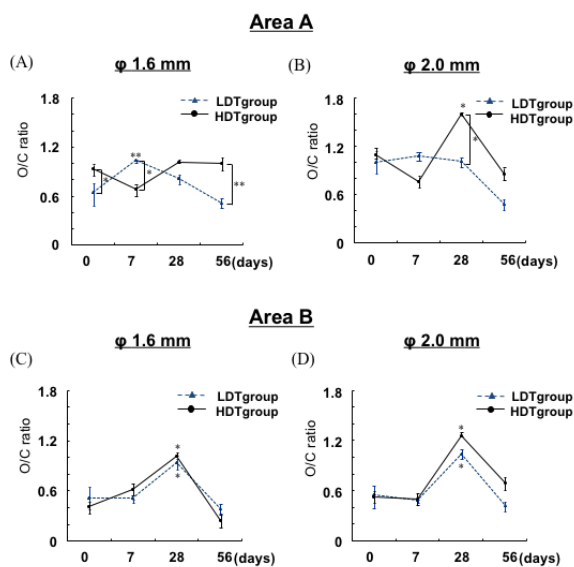 Area A
(A) φ 1.6 mm
LDTgroup
HDTgroup
O/C ratio
1.8
1.2
0.6
0
** * * **
0 7 28 56(days)
(B) φ 2.0 mm
LDTgroup
HDTgroup
O/C ratio
1.8
1.2
0.6
0
* *
0 7 28 56(days)
Area B
(C) φ 1.6 mm
LDTgroup
HDTgroup
O/C ratio
1.8
1.2
0.6
0
*
*
0 7 28 56(days)
(D) φ 2.0 mm
LDTgroup
HDTgroup
O/C ratio
1.8
1.2
0.6
0
*
*
0 7 28 56(days)